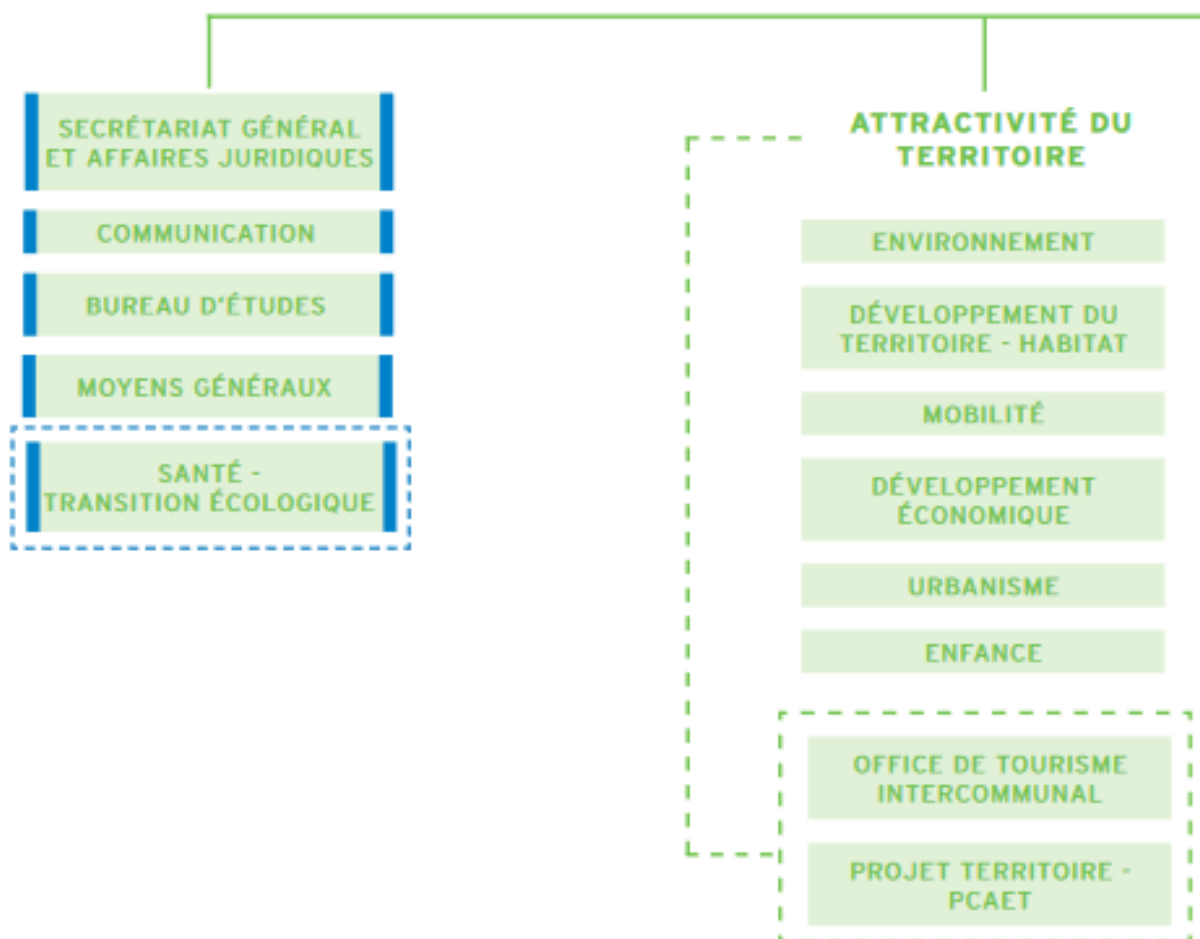 SECRÉTARIAT GÉNÉRAL
ET AFFAIRES JURIDIQUES
COMMUNICATION
BUREAU D'ÉTUDES
MOYENS GÉNÉRAUX
SANTÉ -
TRANSITION ÉCOLOGIQUE
ATTRACTIVITÉ DU
TERRITOIRE
ENVIRONNEMENT
DÉVELOPPEMENT DU
TERRITOIRE - HABITAT
MOBILITÉ
DÉVELOPPEMENT
ÉCONOMIQUE
URBANISME
ENFANCE
OFFICE DE TOURISME
INTERCOMMUNAL
PROJET TERRITOIRE -
PCAET